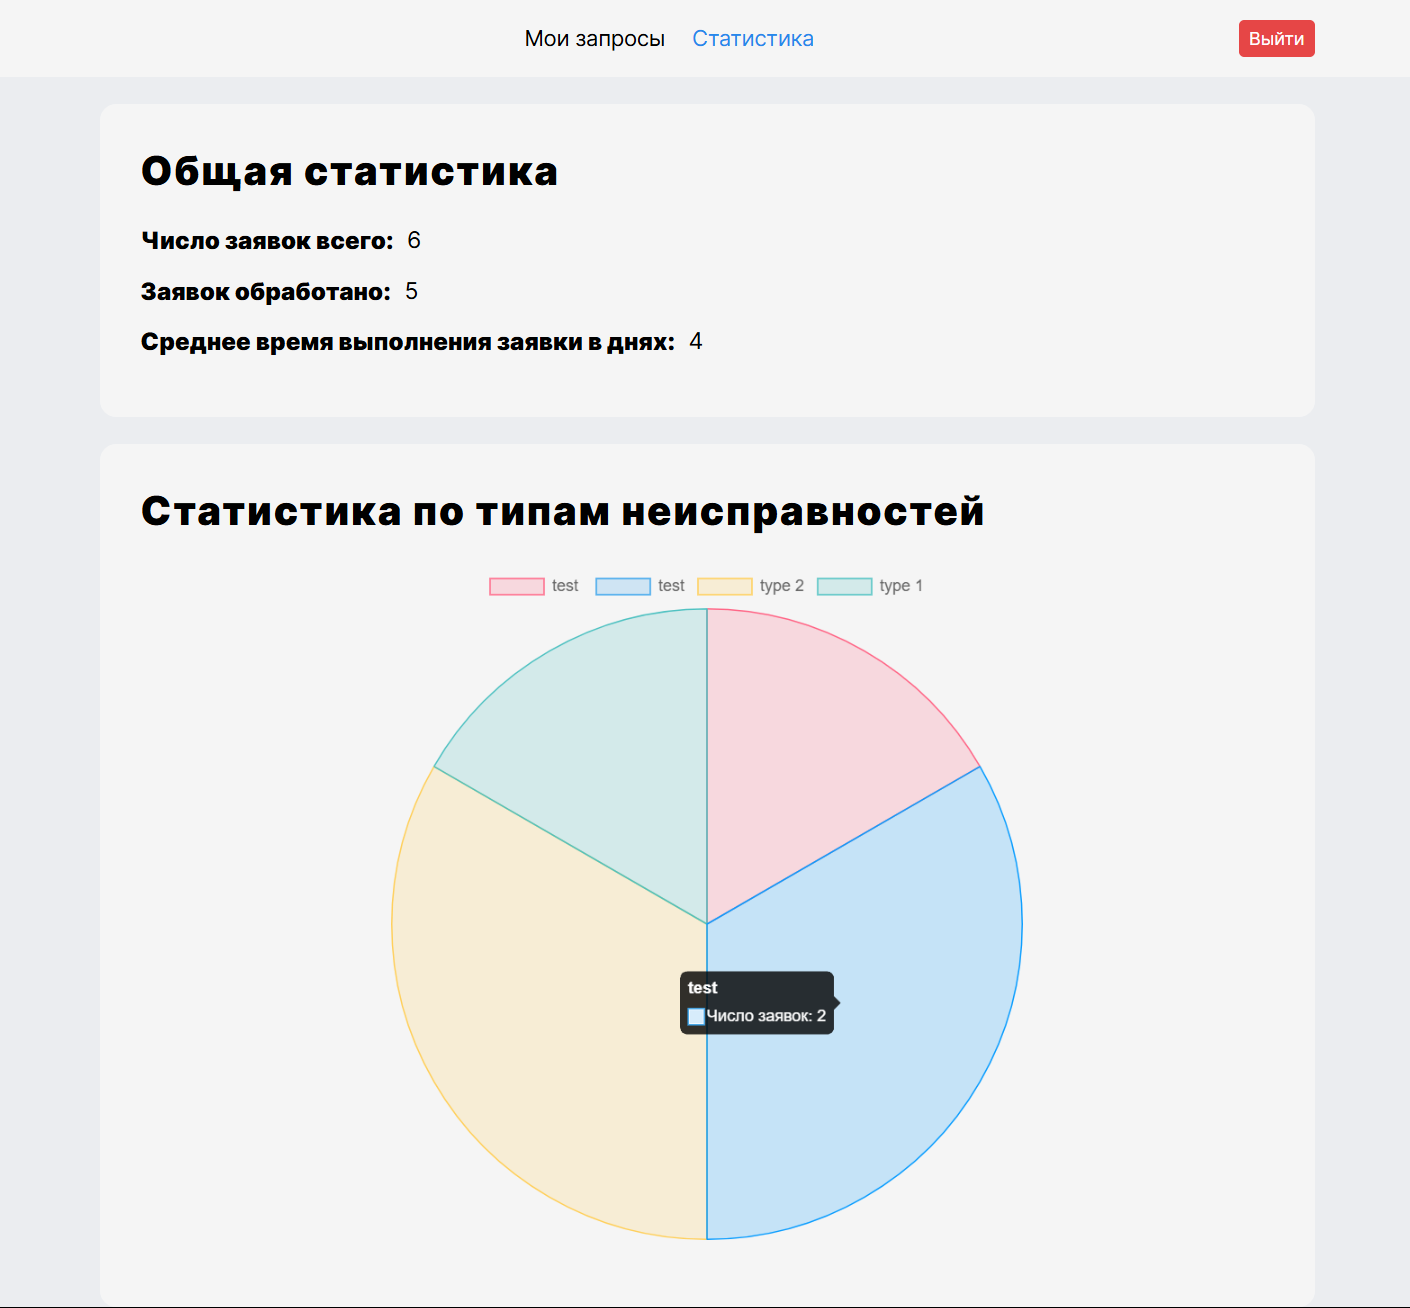 Мои запросы Статистика Выйти
Общая статистика
Число заявок всего: 6
Заявок обработано: 5
Среднее время выполнения заявки в днях: 4
Статистика по типам неисправностей
test test type 2 type 1
test
Число заявок: 2